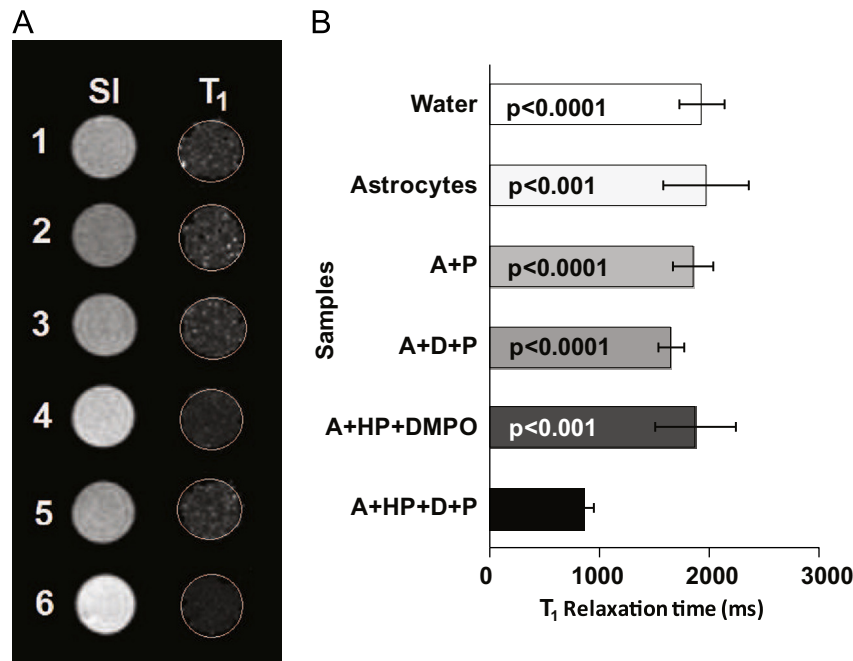 A
SI T1
1
2
3
4
5
6
B
Samples
Water p<0.0001
Astrocytes p<0.001
A+P p<0.0001
A+D+P p<0.0001
A+HP+DMPO p<0.001
A+HP+D+P
0 1000 2000 3000
T1 Relaxation time (ms)